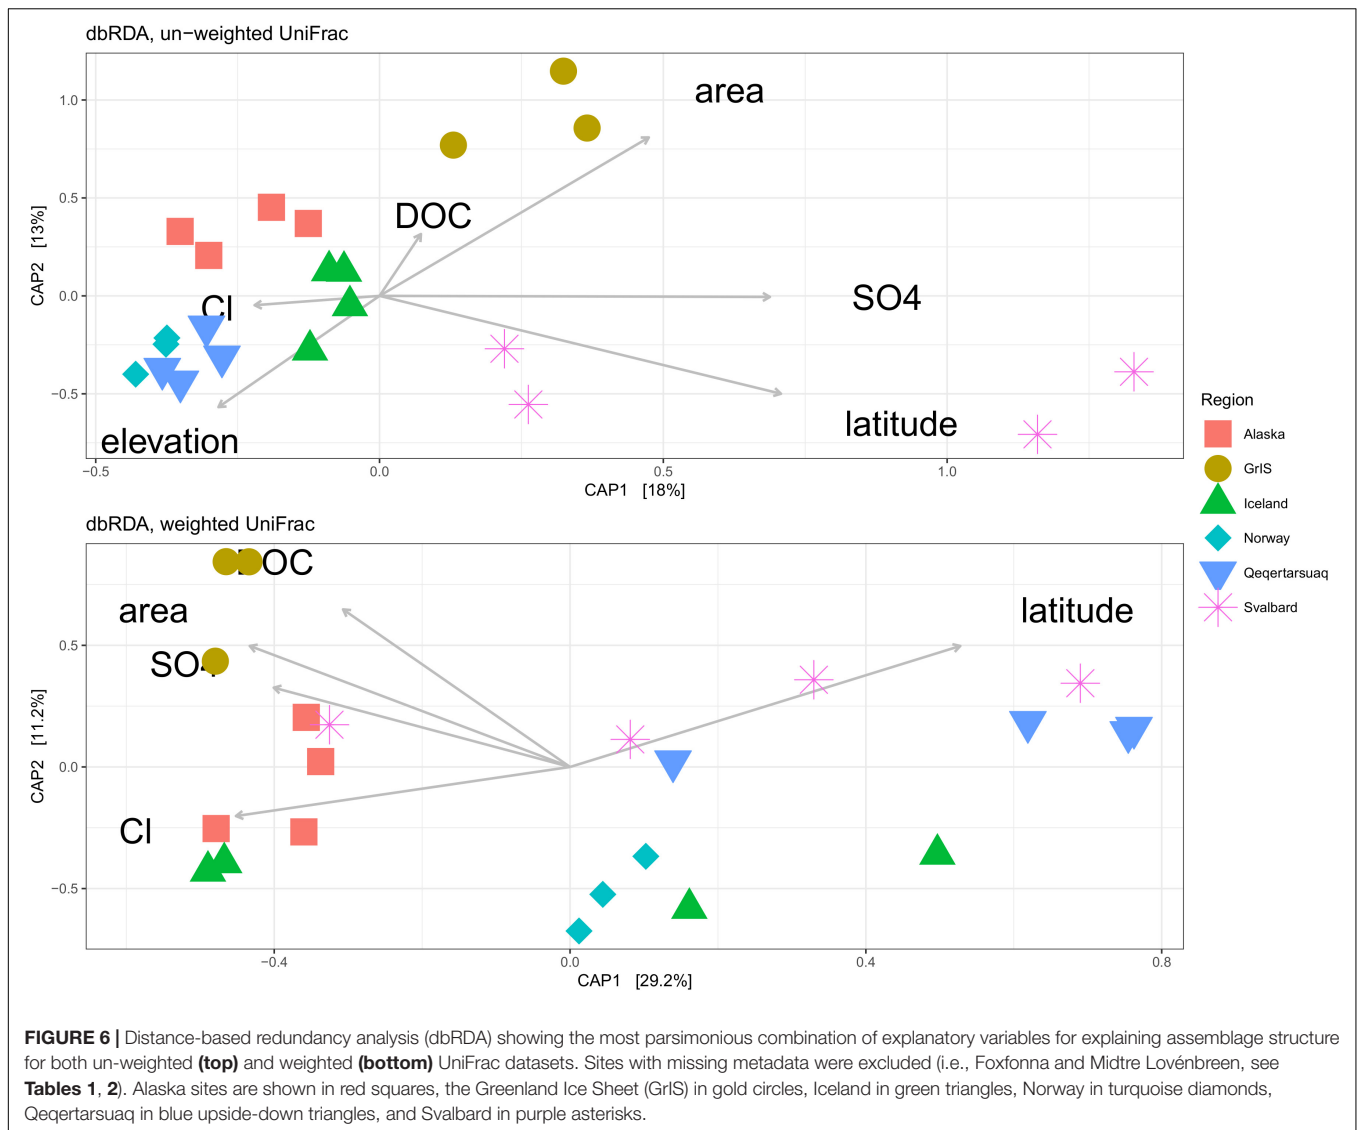 dbRDA, un−weighted UniFrac
area
DOC
Cl
SO4
elevation
latitude
1.0
0.5
0.0
−0.5
CAP2 [13%]
−0.5
0.0
0.5
1.0
CAP1 [18%]
dbRDA, weighted UniFrac
DOC
area
latitude
SO4
Cl
0.5
0.0
−0.5
CAP2 [11.2%]
−0.4
0.0
0.4
0.8
CAP1 [29.2%]
Region
Alaska
GrIS
Iceland
Norway
Qeqertarsuaq
Svalbard
FIGURE 6 | Distance-based redundancy analysis (dbRDA) showing the most parsimonious combination of explanatory variables for explaining assemblage structure
for both un-weighted (top) and weighted (bottom) UniFrac datasets. Sites with missing metadata were excluded (i.e., Foxfonna and Midtre Lovénbreen, see
Tables 1, 2). Alaska sites are shown in red squares, the Greenland Ice Sheet (GrIS) in gold circles, Iceland in green triangles, Norway in turquoise diamonds,
Qeqertarsuaq in blue upside-down triangles, and Svalbard in purple asterisks.